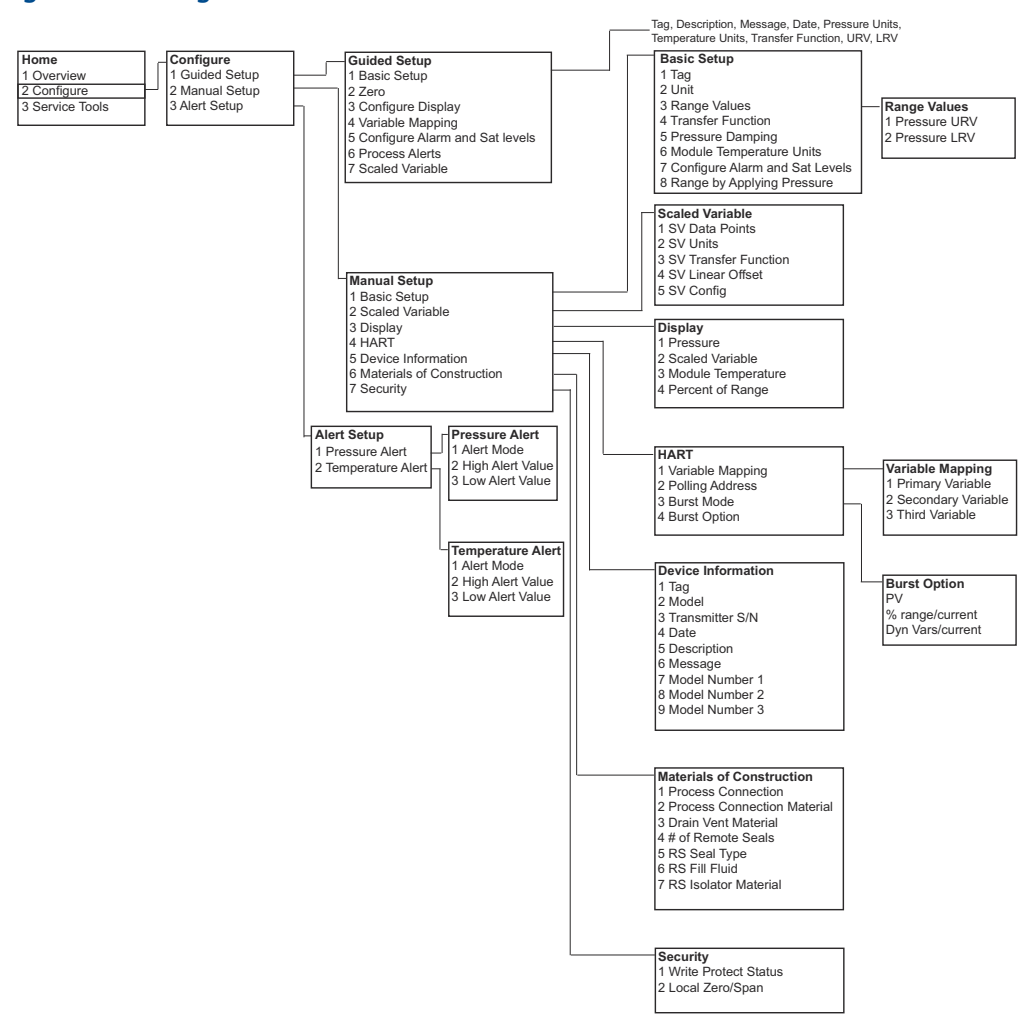 Tag, Description, Message, Date, Pressure Units,
Temperature Units, Transfer Function, URV, LRV
Home
1 Overview
2 Configure
3 Service Tools
Configure
1 Guided Setup
2 Manual Setup
3 Alert Setup
Guided Setup
1 Basic Setup
2 Zero
3 Configure Display
4 Variable Mapping
5 Configure Alarm and Sat levels
6 Process Alerts
7 Scaled Variable
Basic Setup
1 Tag
2 Unit
3 Range Values
4 Transfer Function
5 Pressure Damping
6 Module Temperature Units
7 Configure Alarm and Sat Levels
8 Range by Applying Pressure
Range Values
1 Pressure URV
2 Pressure LRV
Scaled Variable
1 SV Data Points
2 SV Units
3 SV Transfer Function
4 SV Linear Offset
5 SV Config
Manual Setup
1 Basic Setup
2 Scaled Variable
3 Display
4 HART
5 Device Information
6 Materials of Construction
7 Security
Display
1 Pressure
2 Scaled Variable
3 Module Temperature
4 Percent of Range
Alert Setup
1 Pressure Alert
2 Temperature Alert
Pressure Alert
1 Alert Mode
2 High Alert Value
3 Low Alert Value
HART
1 Variable Mapping
2 Polling Address
3 Burst Mode
4 Burst Option
Variable Mapping
1 Primary Variable
2 Secondary Variable
3 Third Variable
Temperature Alert
1 Alert Mode
2 High Alert Value
3 Low Alert Value
Device Information
1 Tag
2 Model
3 Transmitter S/N
4 Date
5 Description
6 Message
7 Model Number 1
8 Model Number 2
9 Model Number 3
Burst Option
PV
% range/current
Dyn Vars/current
Materials of Construction
1 Process Connection
2 Process Connection Material
3 Drain Vent Material
4 # of Remote Seals
5 RS Seal Type
6 RS Fill Fluid
7 RS Isolator Material
Security
1 Write Protect Status
2 Local Zero/Span